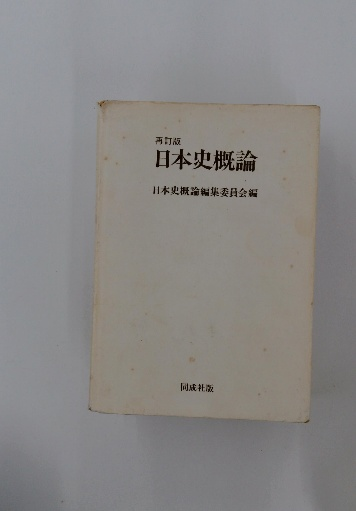 再訂版
日本史概論
日本史概論編集委員会編
同成社版